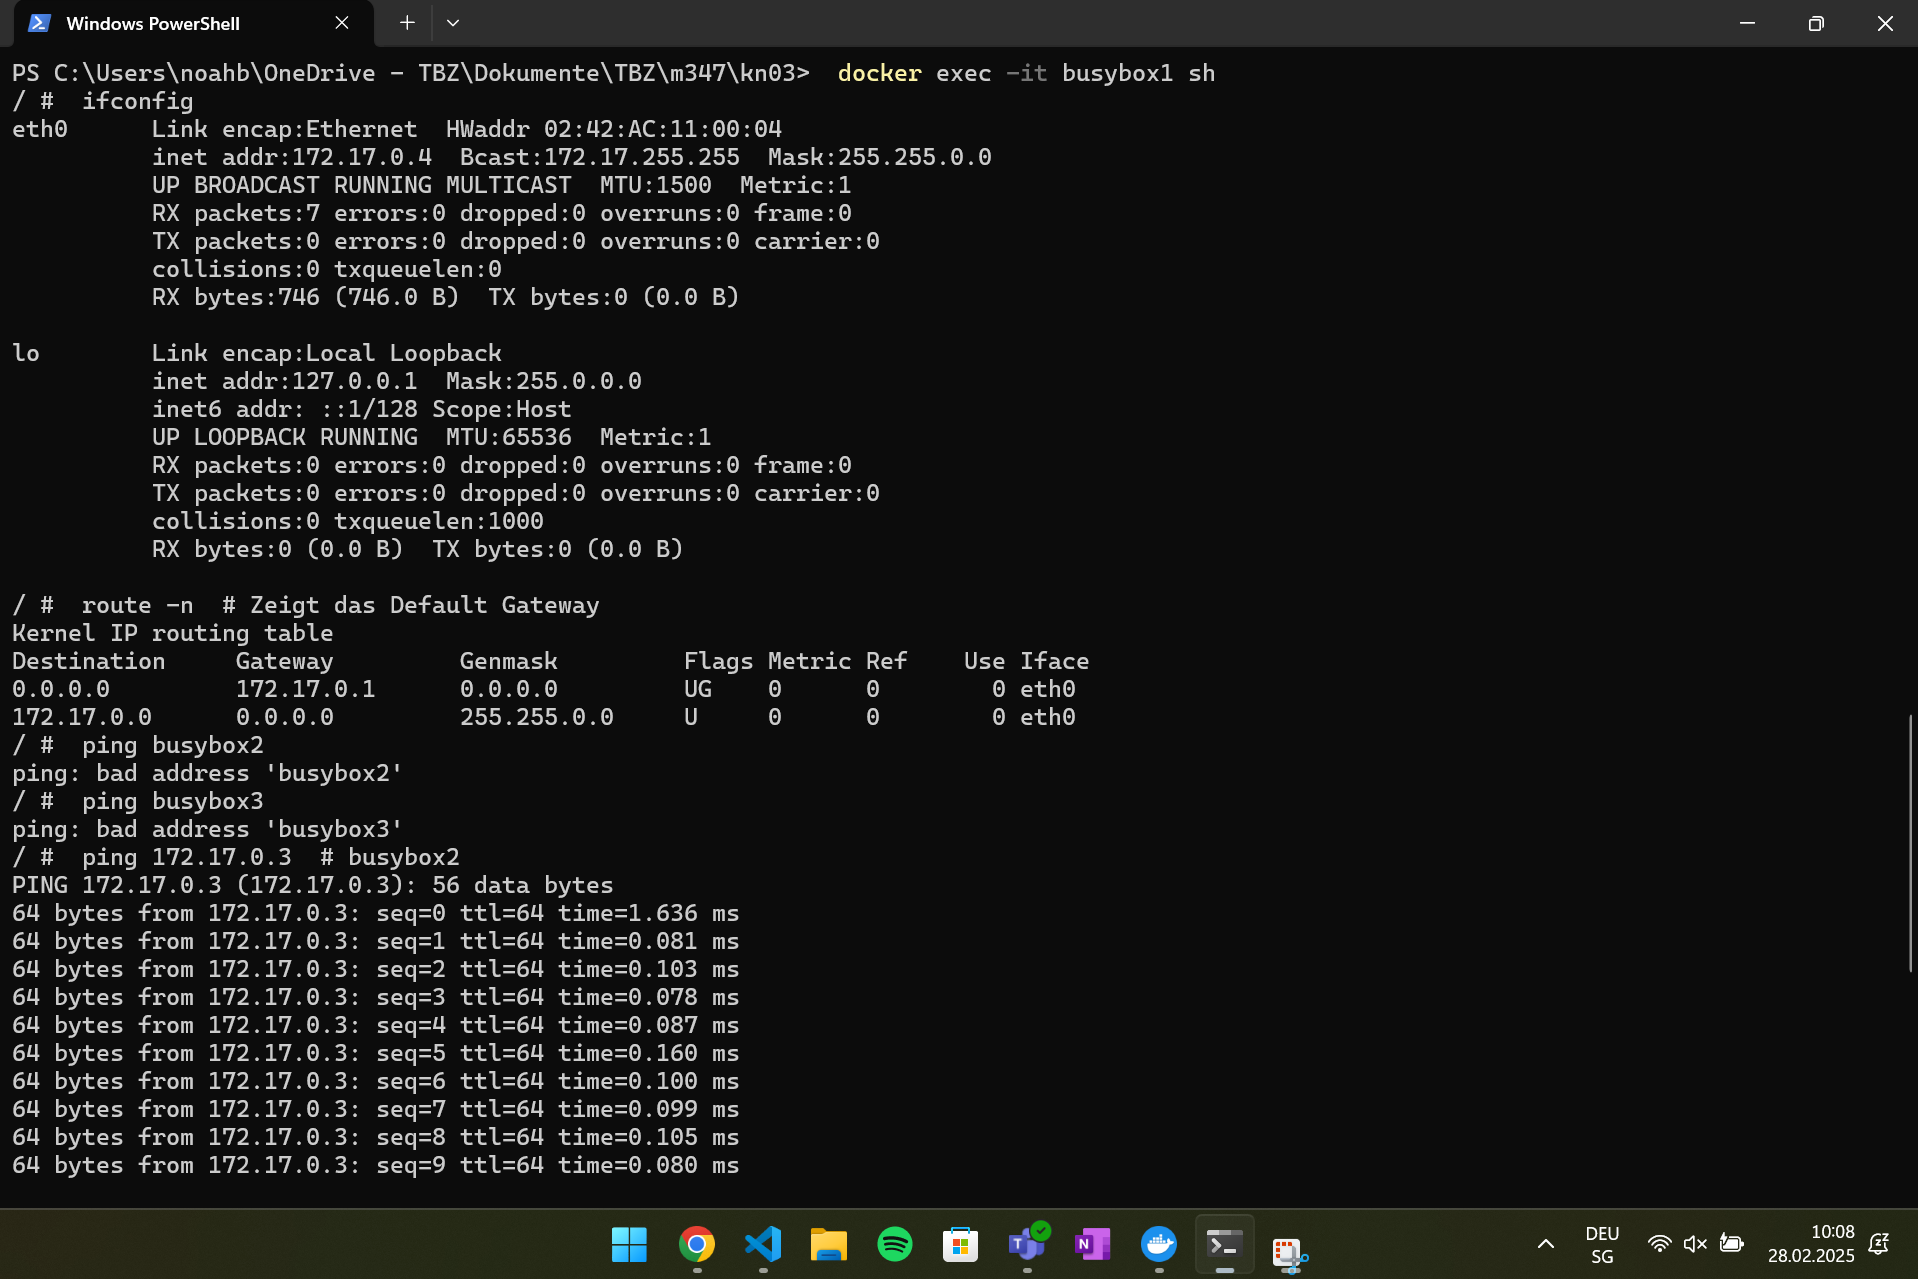 Windows PowerShell
PS C:\Users\noahb\OneDrive - TBZ\Dokumente\TBZ\m347\kn03>  docker exec -it busybox1 sh
/ #  ifconfig
eth0      Link encap:Ethernet  HWaddr 02:42:AC:11:00:04
          inet addr:172.17.0.4  Bcast:172.17.255.255  Mask:255.255.0.0
          UP BROADCAST RUNNING MULTICAST  MTU:1500  Metric:1
          RX packets:7 errors:0 dropped:0 overruns:0 frame:0
          TX packets:0 errors:0 dropped:0 overruns:0 carrier:0
          collisions:0 txqueuelen:0
          RX bytes:746 (746.0 B)  TX bytes:0 (0.0 B)
lo        Link encap:Local Loopback
          inet addr:127.0.0.1  Mask:255.0.0.0
          inet6 addr: ::1/128 Scope:Host
          UP LOOPBACK RUNNING  MTU:65536  Metric:1
          RX packets:0 errors:0 dropped:0 overruns:0 frame:0
          TX packets:0 errors:0 dropped:0 overruns:0 carrier:0
          collisions:0 txqueuelen:1000
          RX bytes:0 (0.0 B)  TX bytes:0 (0.0 B)
/ #  route -n  # Zeigt das Default Gateway
Kernel IP routing table
Destination     Gateway         Genmask         Flags Metric Ref    Use Iface
0.0.0.0         172.17.0.1      0.0.0.0         UG    0      0        0 eth0
172.17.0.0      0.0.0.0         255.255.0.0     U     0      0        0 eth0
/ #  ping busybox2
ping: bad address 'busybox2'
/ #  ping busybox3
ping: bad address 'busybox3'
/ #  ping 172.17.0.3  # busybox2
PING 172.17.0.3 (172.17.0.3): 56 data bytes
64 bytes from 172.17.0.3: seq=0 ttl=64 time=1.636 ms
64 bytes from 172.17.0.3: seq=1 ttl=64 time=0.081 ms
64 bytes from 172.17.0.3: seq=2 ttl=64 time=0.103 ms
64 bytes from 172.17.0.3: seq=3 ttl=64 time=0.078 ms
64 bytes from 172.17.0.3: seq=4 ttl=64 time=0.087 ms
64 bytes from 172.17.0.3: seq=5 ttl=64 time=0.160 ms
64 bytes from 172.17.0.3: seq=6 ttl=64 time=0.100 ms
64 bytes from 172.17.0.3: seq=7 ttl=64 time=0.099 ms
64 bytes from 172.17.0.3: seq=8 ttl=64 time=0.105 ms
64 bytes from 172.17.0.3: seq=9 ttl=64 time=0.080 ms
DEU
SG
10:08
28.02.2025